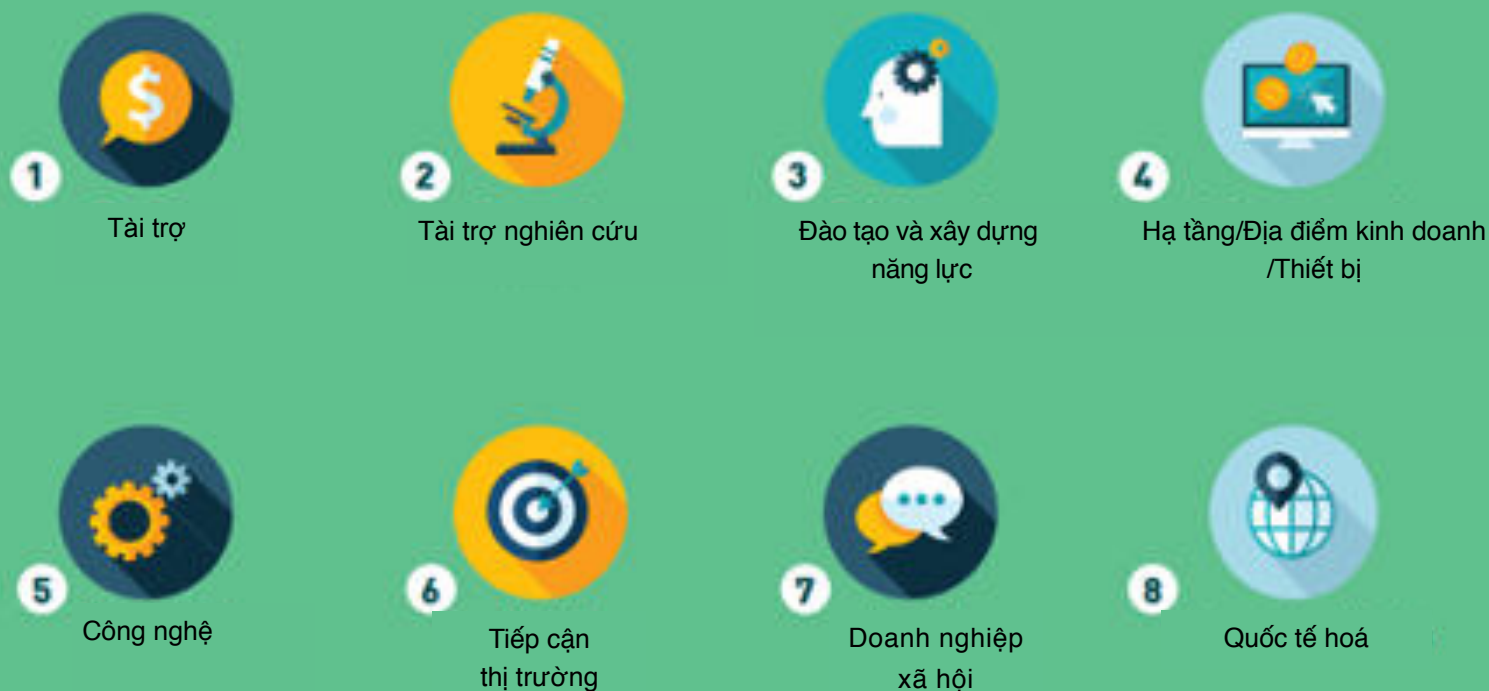 1
Tài trợ
2
Tài trợ nghiên cứu
3
Đào tạo và xây dựng
năng lực
4
Hạ tầng/Địa điểm kinh doanh
/Thiết bị
5
Công nghệ
6
Tiếp cận
thị trường
7
Doanh nghiệp
xã hội
8
Quốc tế hoá